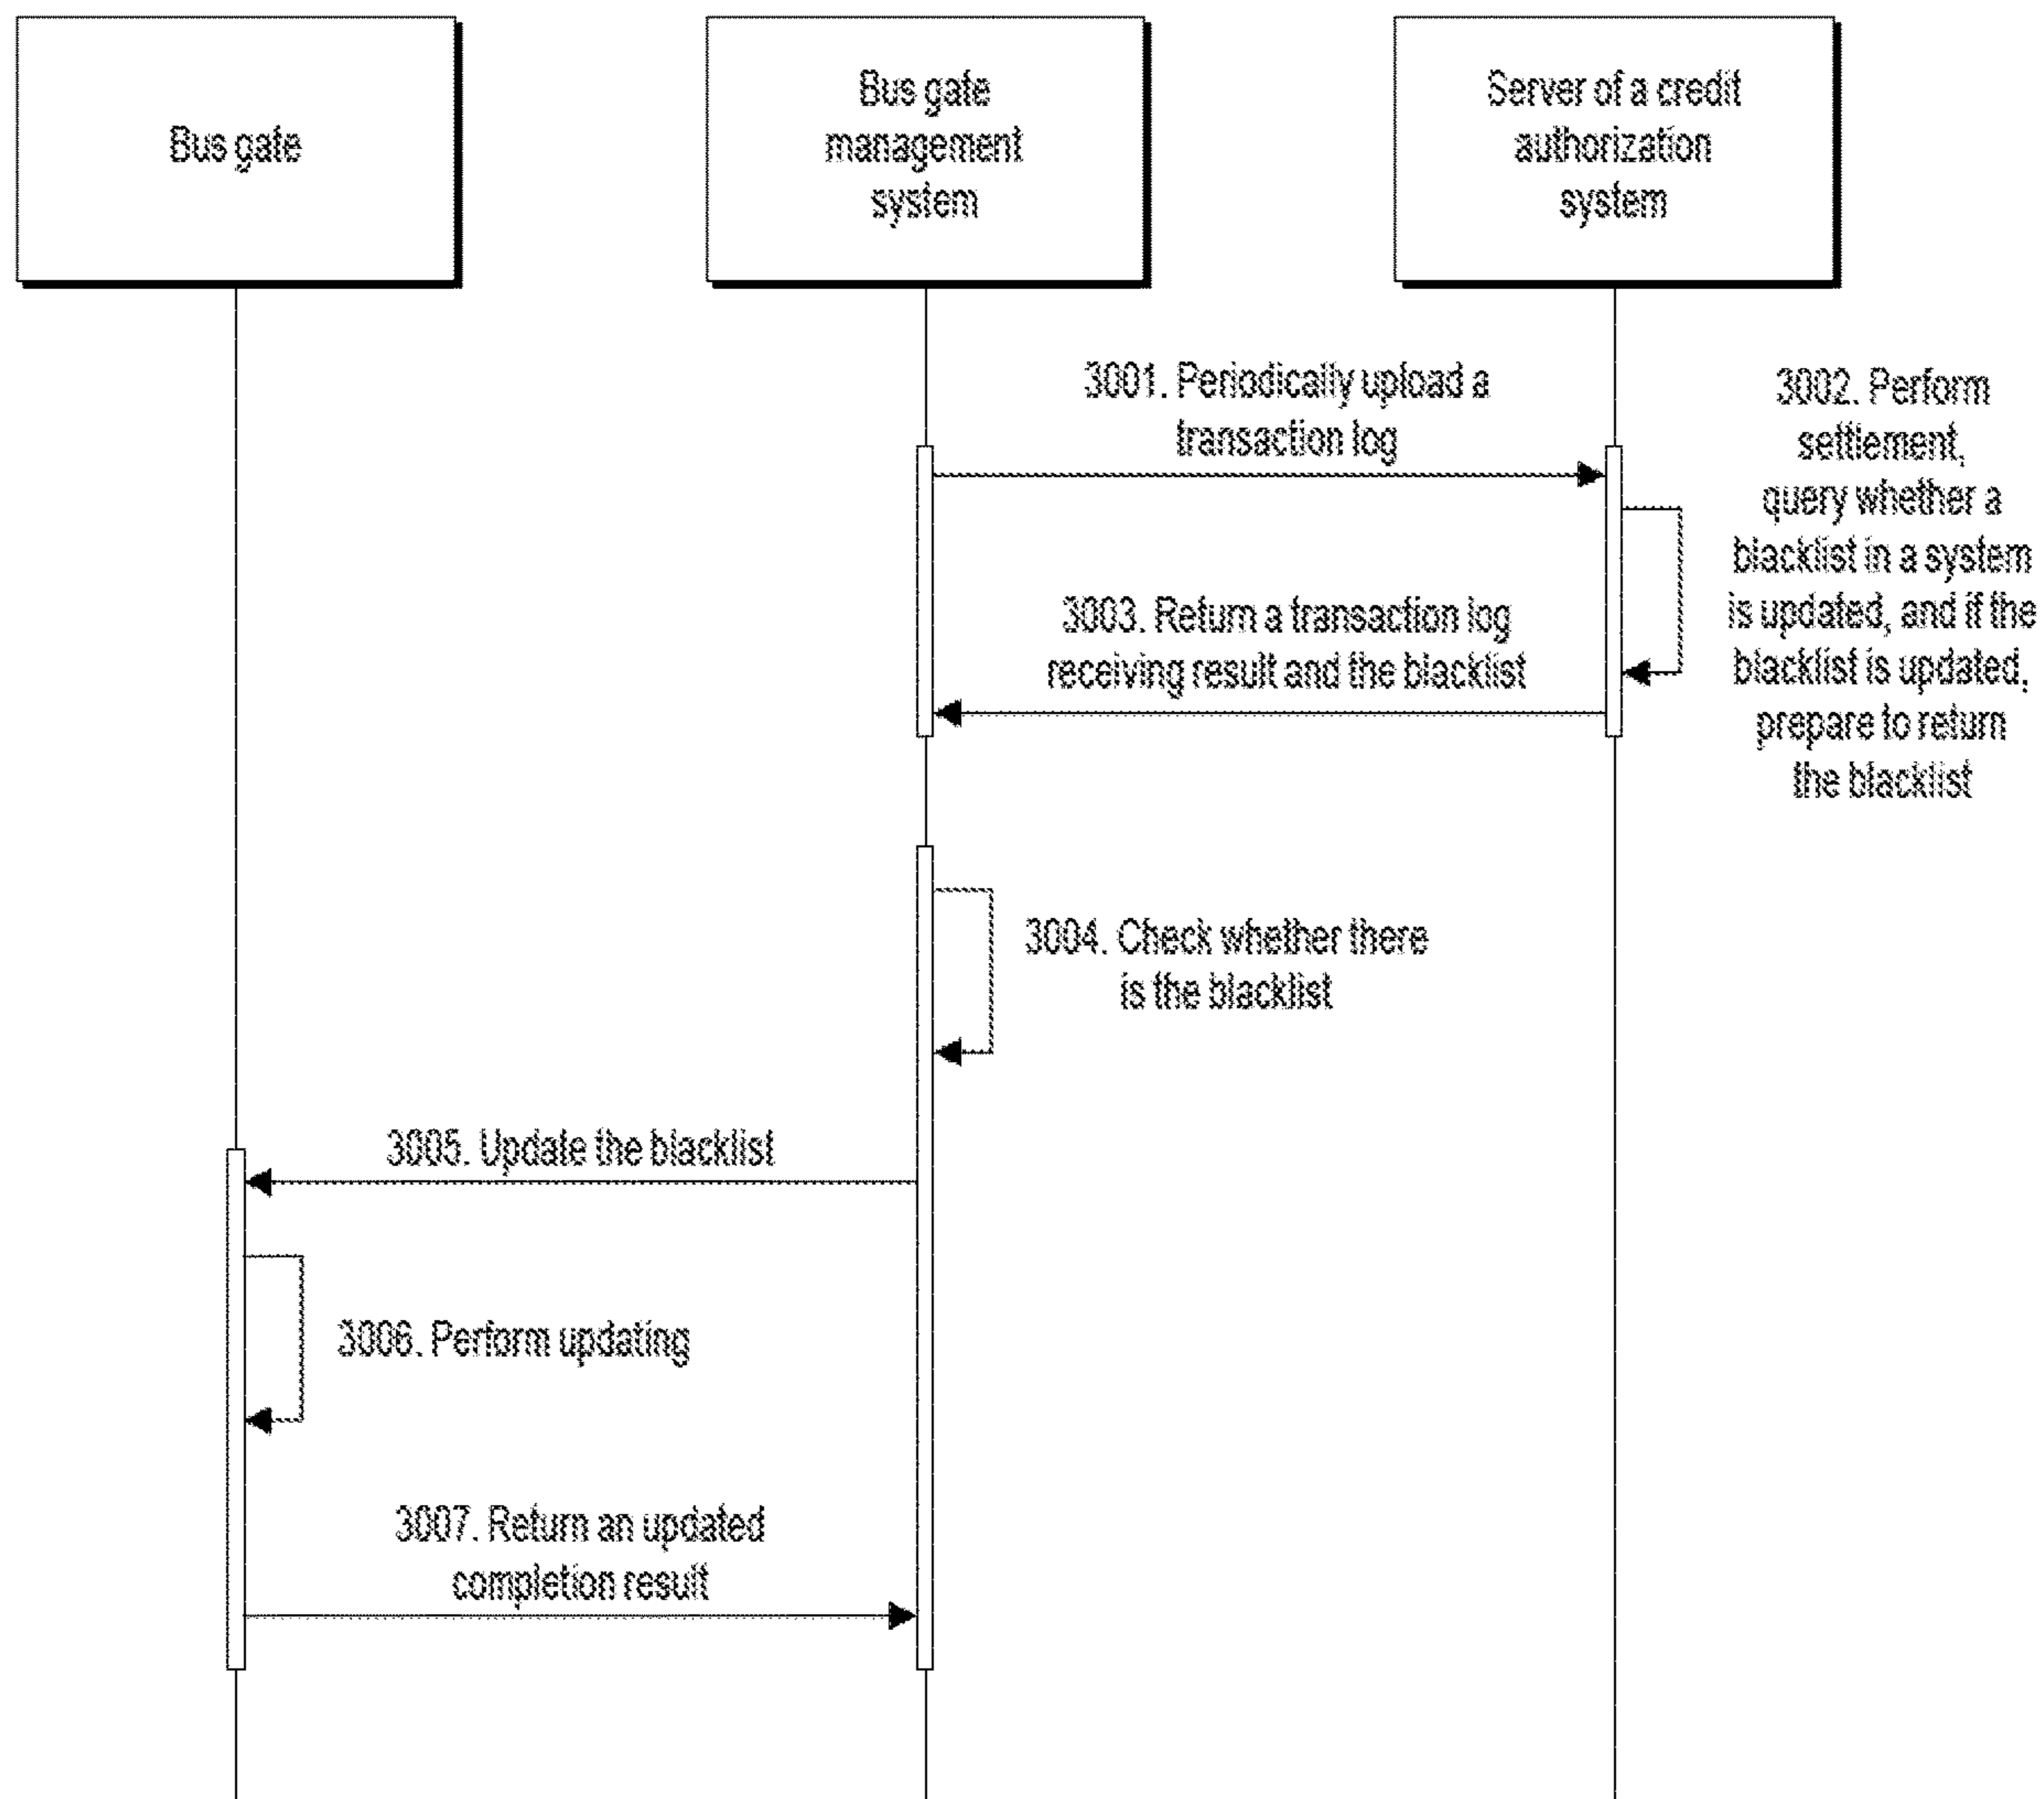 Bus gate
Bus gate
management
system
Server of a credit
authorization
system
3001. Periodically upload a
transaction log
3002. Perform
settlement,
query whether a
blacklist in a system
is updated, and if the
blacklist is updated,
prepare to return
the blacklist
3003. Return a transaction log
receiving result and the blacklist
3004. Check whether there
is the blacklist
3005. Update the blacklist
3006. Perform updating
3007. Return an updated
completion result